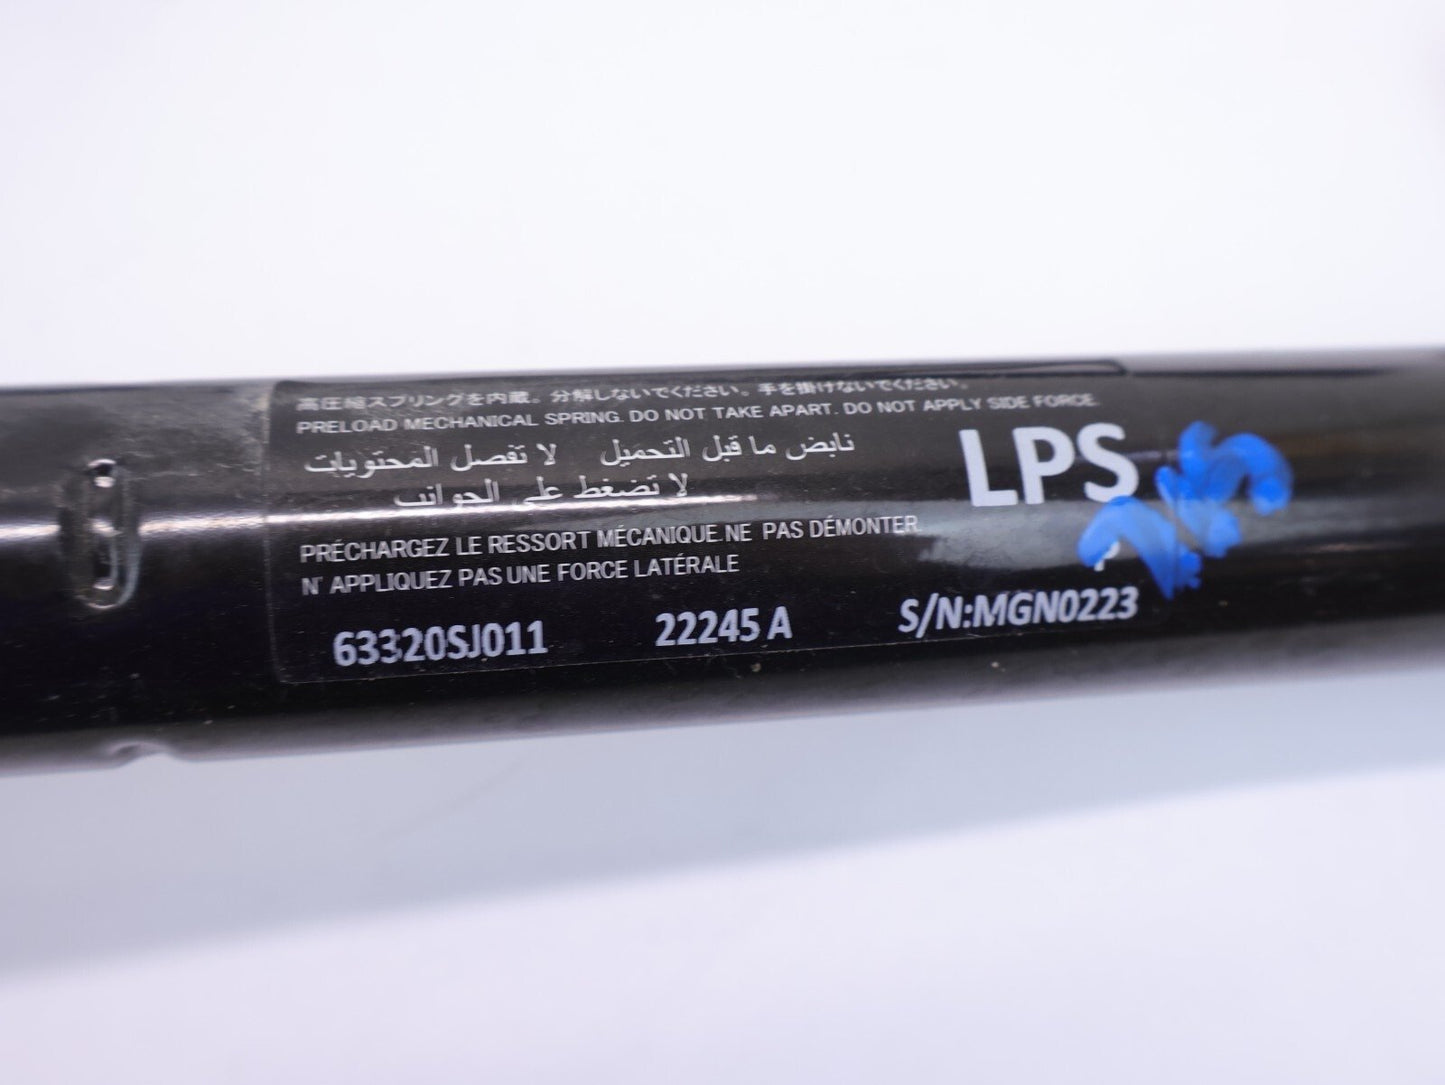 高圧縮スプリングを内蔵。分解しないでください。手を掛けないでください。
PRELOAD MECHANICAL SPRING. DO NOT TAKE APART. DO NOT APPLY SIDE FORCE.
نابض ما قبل التحميل لا تفصل المحتويات
لا تضغط على الجوانب
LPS
PRÉCHARGEZ LE RESSORT MÉCANIQUE.NE PAS DÉMONTER.
N' APPLIQUEZ PAS UNE FORCE LATÉRALE
63320SJ011 22245 A S/N:MGN0223